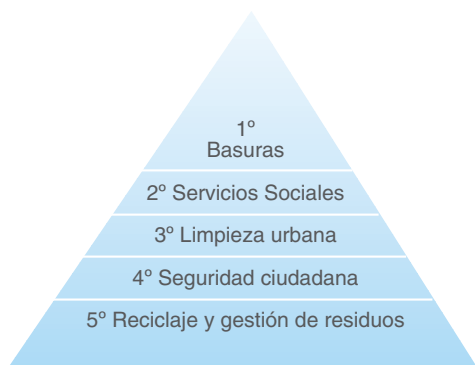 1º
Basuras
2º Servicios Sociales
3º Limpieza urbana
4º Seguridad ciudadana
5º Reciclaje y gestión de residuos